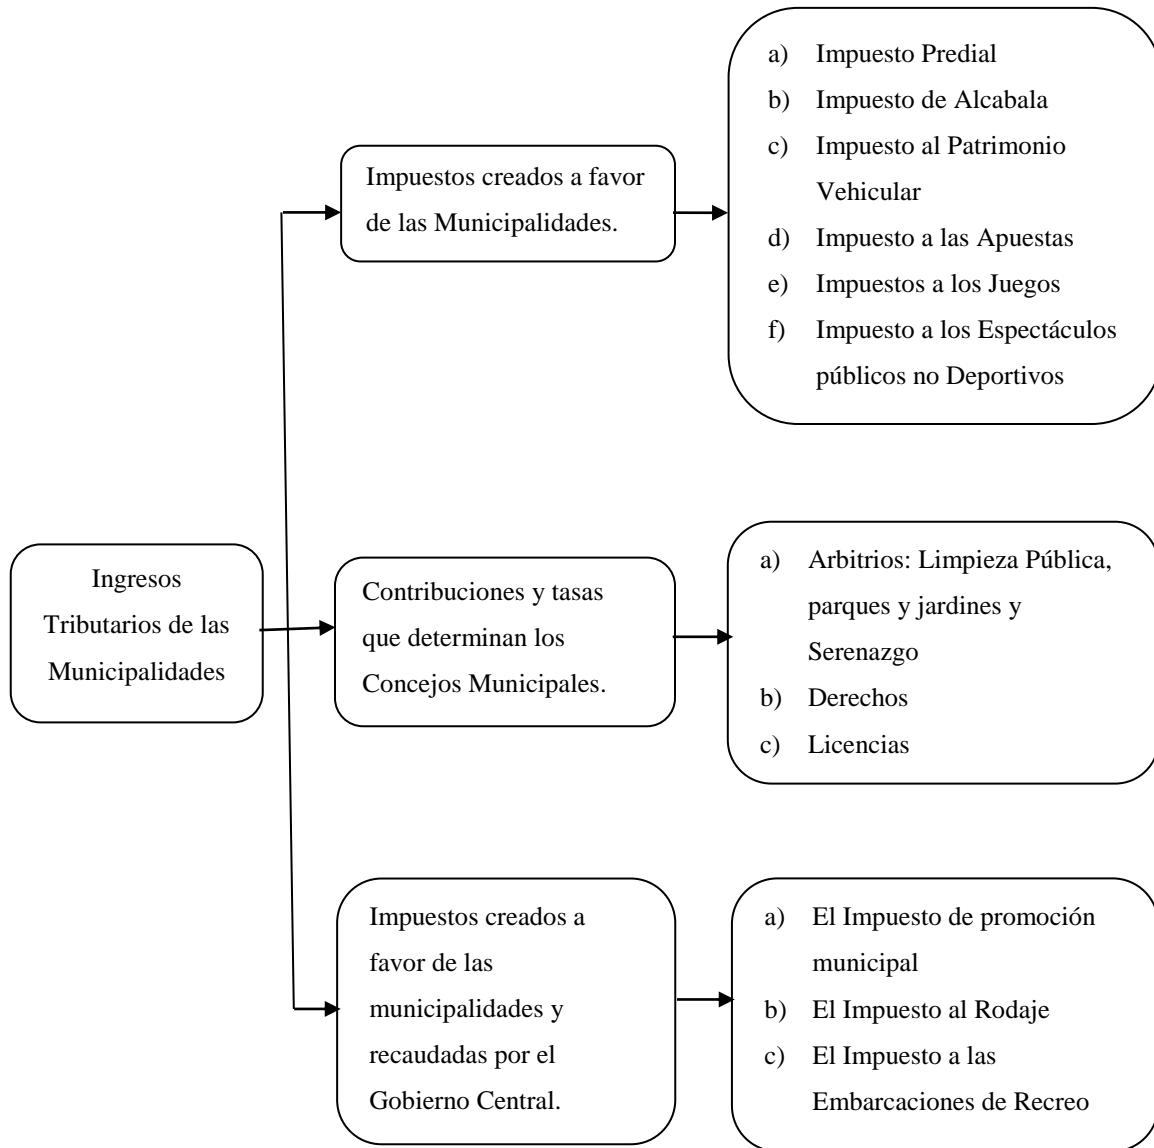 Ingresos
Tributarios de las
Municipalidades
Impuestos creados a favor
de las Municipalidades.
a) Impuesto Predial
b) Impuesto de Alcabala
c) Impuesto al Patrimonio
Vehicular
d) Impuesto a las Apuestas
e) Impuestos a los Juegos
f) Impuesto a los Espectáculos
públicos no Deportivos
Contribuciones y tasas
que determinan los
Concejos Municipales.
a) Arbitrios: Limpieza Pública,
parques y jardines y
Serenazgo
b) Derechos
c) Licencias
Impuestos creados a
favor de las
municipalidades y
recaudadas por el
Gobierno Central.
a) El Impuesto de promoción
municipal
b) El Impuesto al Rodaje
c) El Impuesto a las
Embarcaciones de Recreo